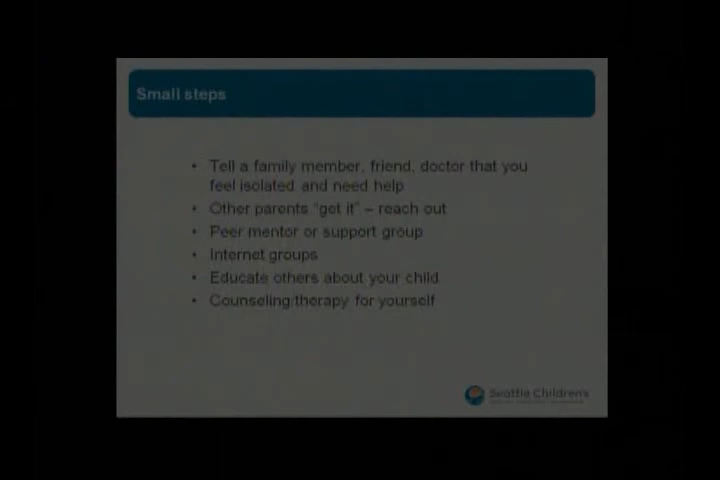 Small steps
• Tell a family member, friend, doctor that you
feel isolated and need help
• Other parents “get it” – reach out
• Peer mentor or support group
• Internet groups
• Educate others about your child
• Counseling/therapy for yourself
Seattle Children's